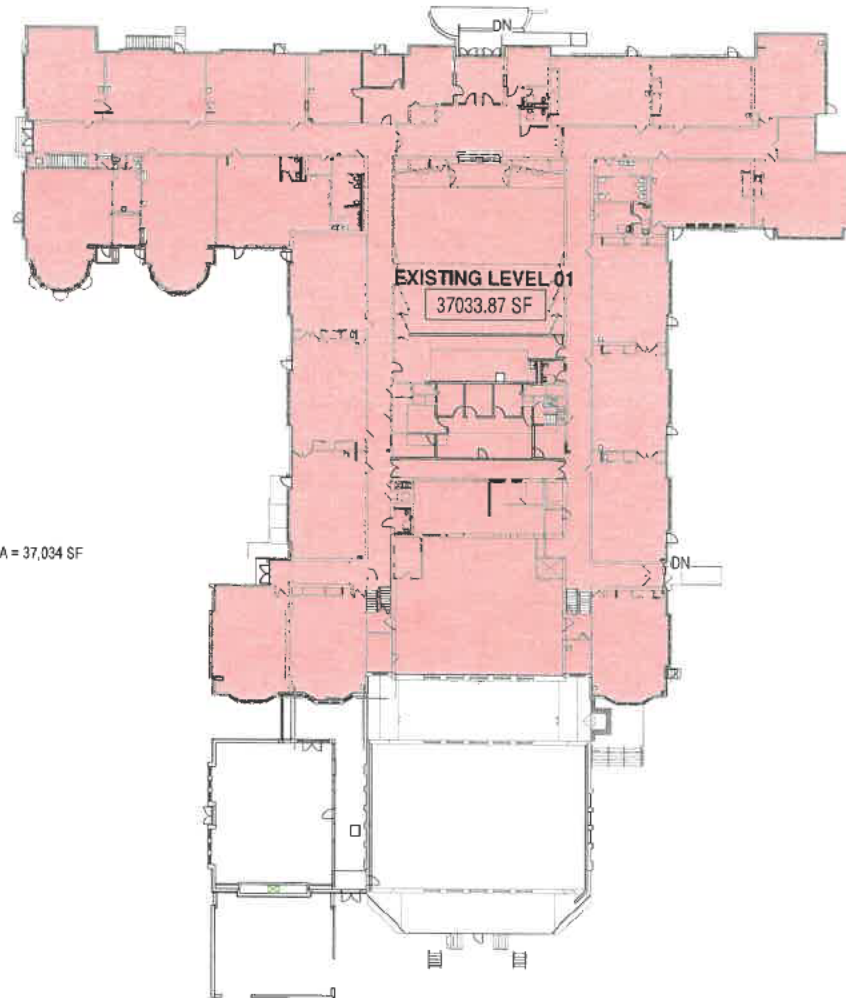 DN
EXISTING LEVEL 01
37033.87 SF
A = 37,034 SF
DN